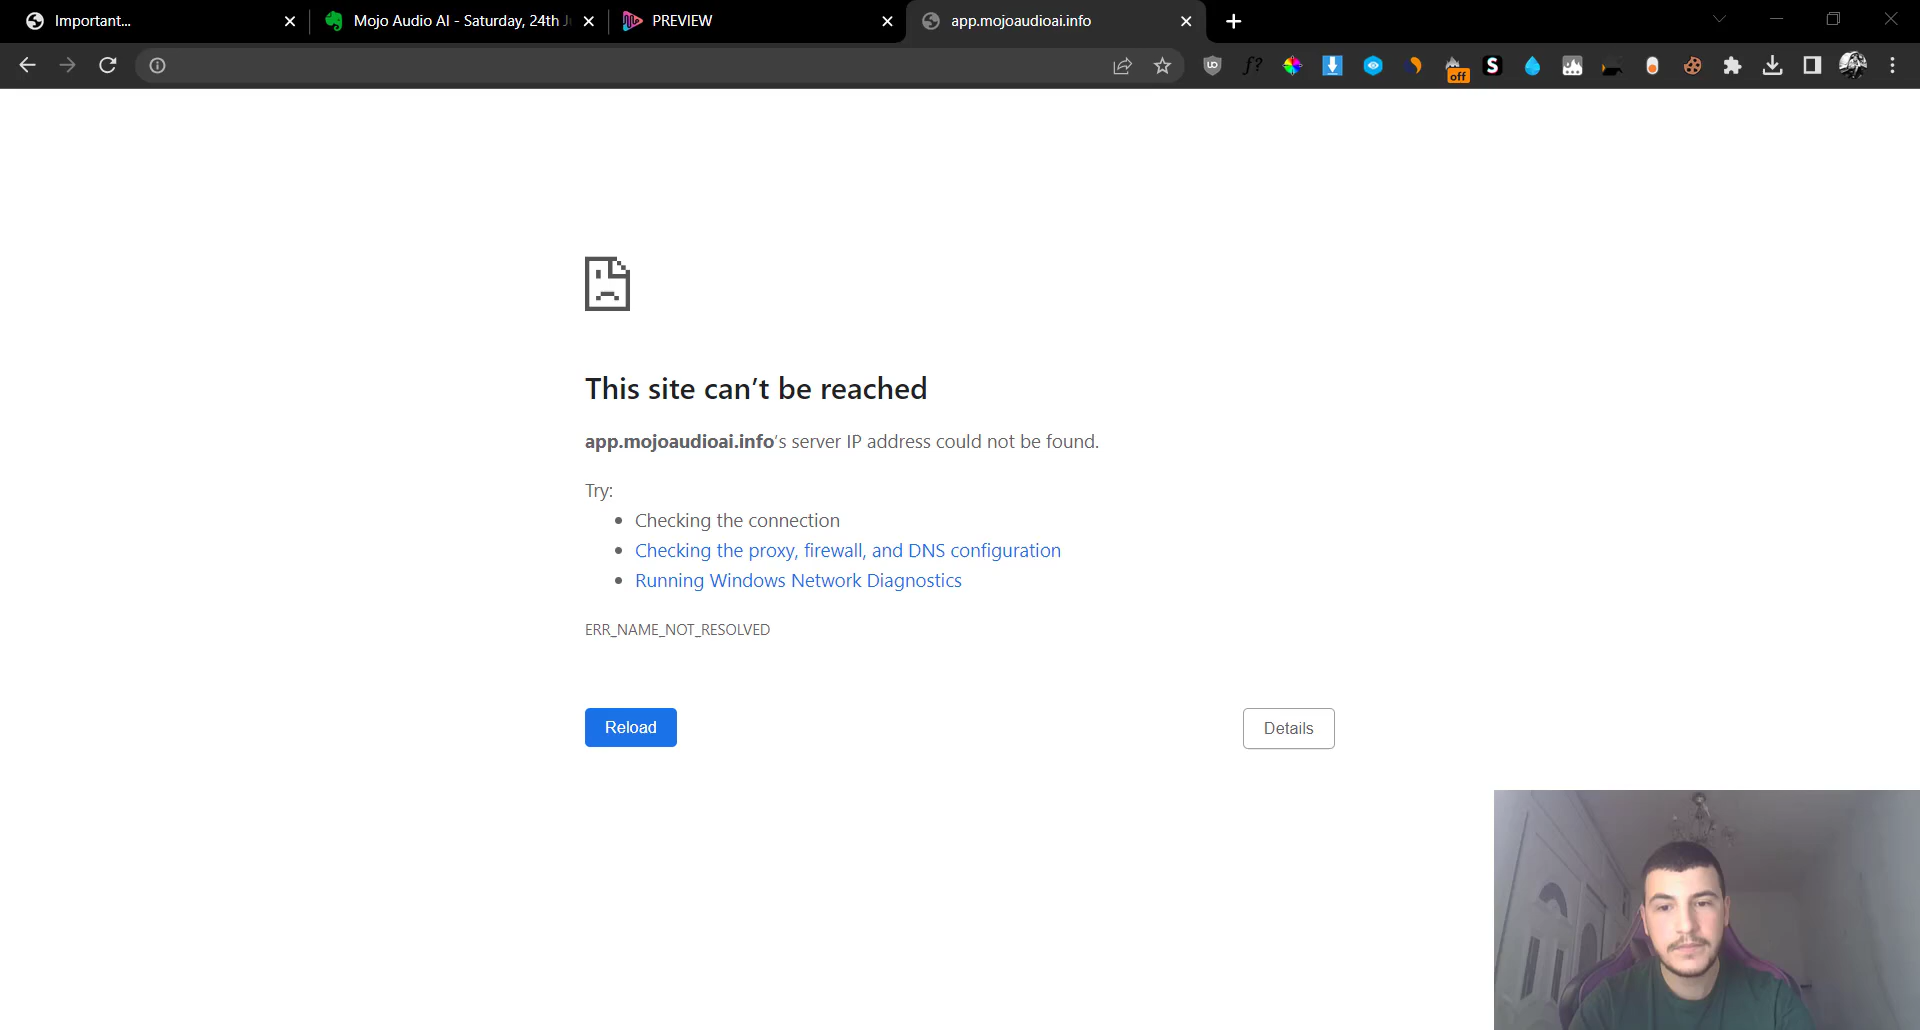 Important...
Mojo Audio AI - Saturday, 24th J
PREVIEW
app.mojoaudioai.info
off
This site can’t be reached
app.mojoaudioai.info’s server IP address could not be found.
Try:
Checking the connection
Checking the proxy, firewall, and DNS configuration
Running Windows Network Diagnostics
ERR_NAME_NOT_RESOLVED
Reload
Details